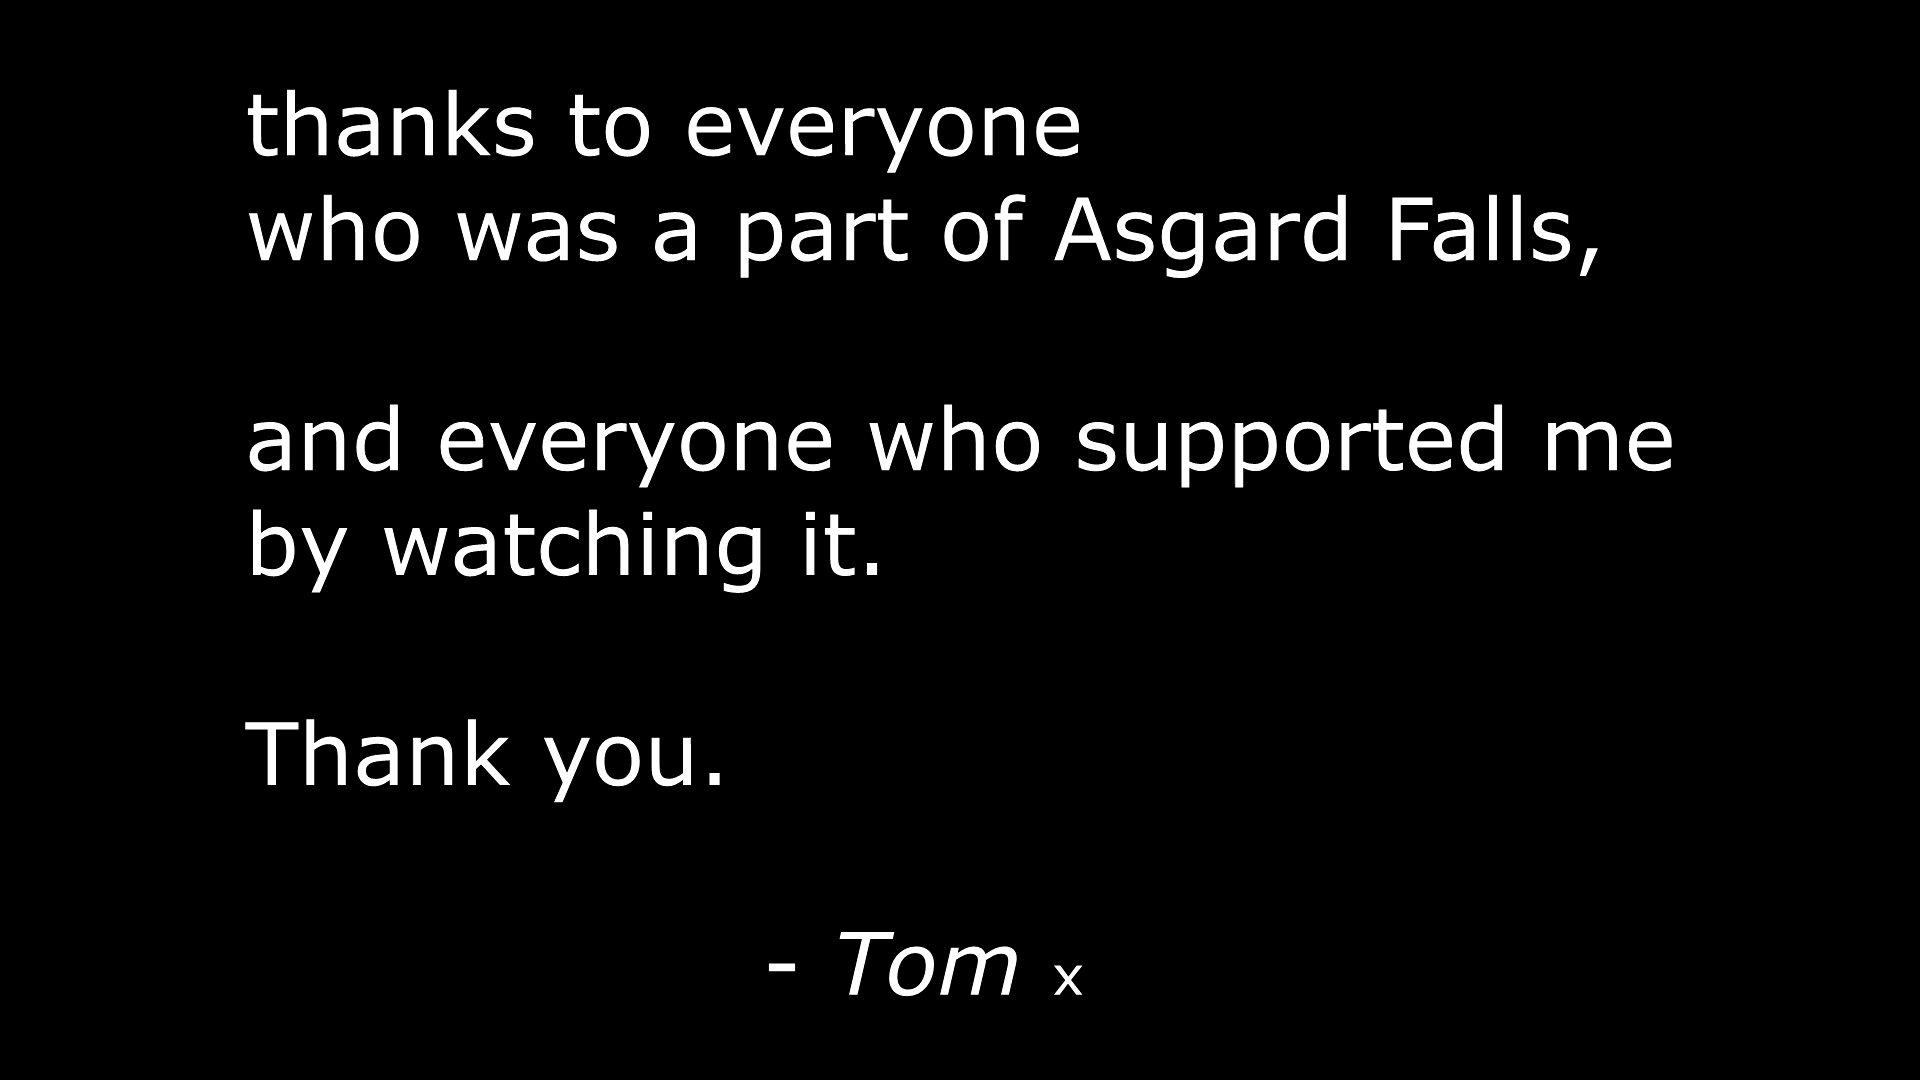 thanks to everyone
who was a part of Asgard Falls,
and everyone who supported me
by watching it.
Thank you.
- Tom x